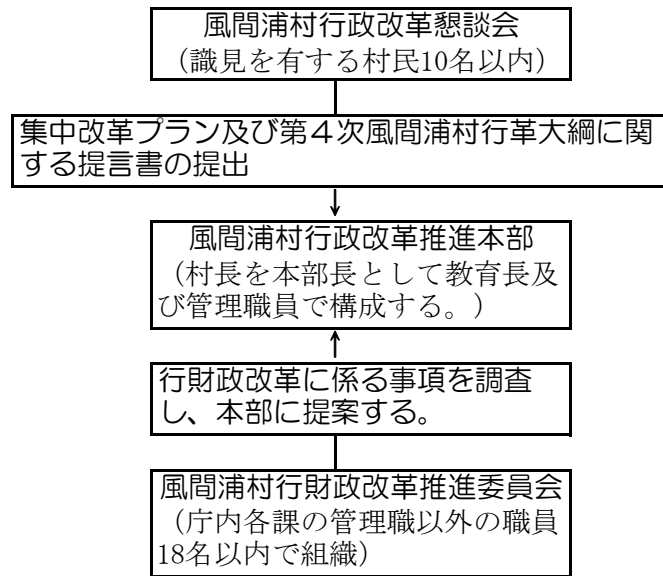 風間浦村行政改革懇談会
（識見を有する村民10名以内）
集中改革プラン及び第４次風間浦村行革大綱に関
する提言書の提出
風間浦村行政改革推進本部
（村長を本部長として教育長及
び管理職員で構成する。）
行財政改革に係る事項を調査
し、本部に提案する。
風間浦村行財政改革推進委員会
（庁内各課の管理職以外の職員
18名以内で組織）